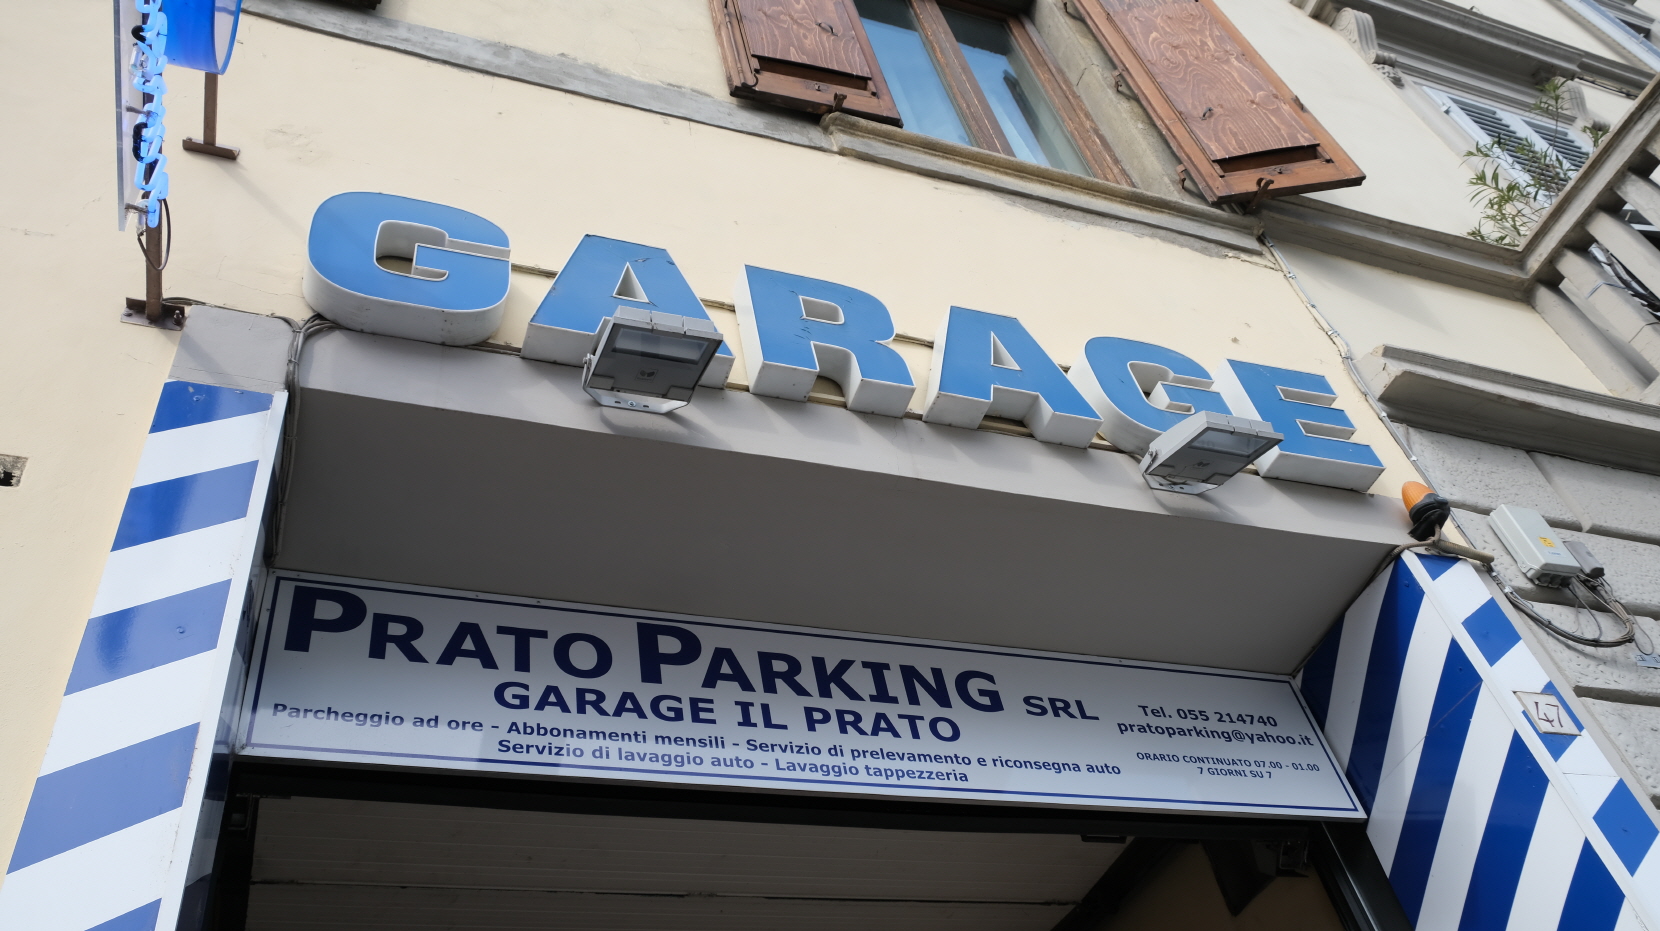 GARAGE
PRATO PARKING SRL
GARAGE IL PRATO
Parcheggio ad ore - Abbonamenti mensili - Servizio di prelevamento e riconsegna auto
Servizio di lavaggio auto - Lavaggio tappezzeria
Tel. 055 214740
pratoparking@yahoo.it
ORARIO CONTINUATO 07.00 - 01.00
7 GIORNI SU 7
47